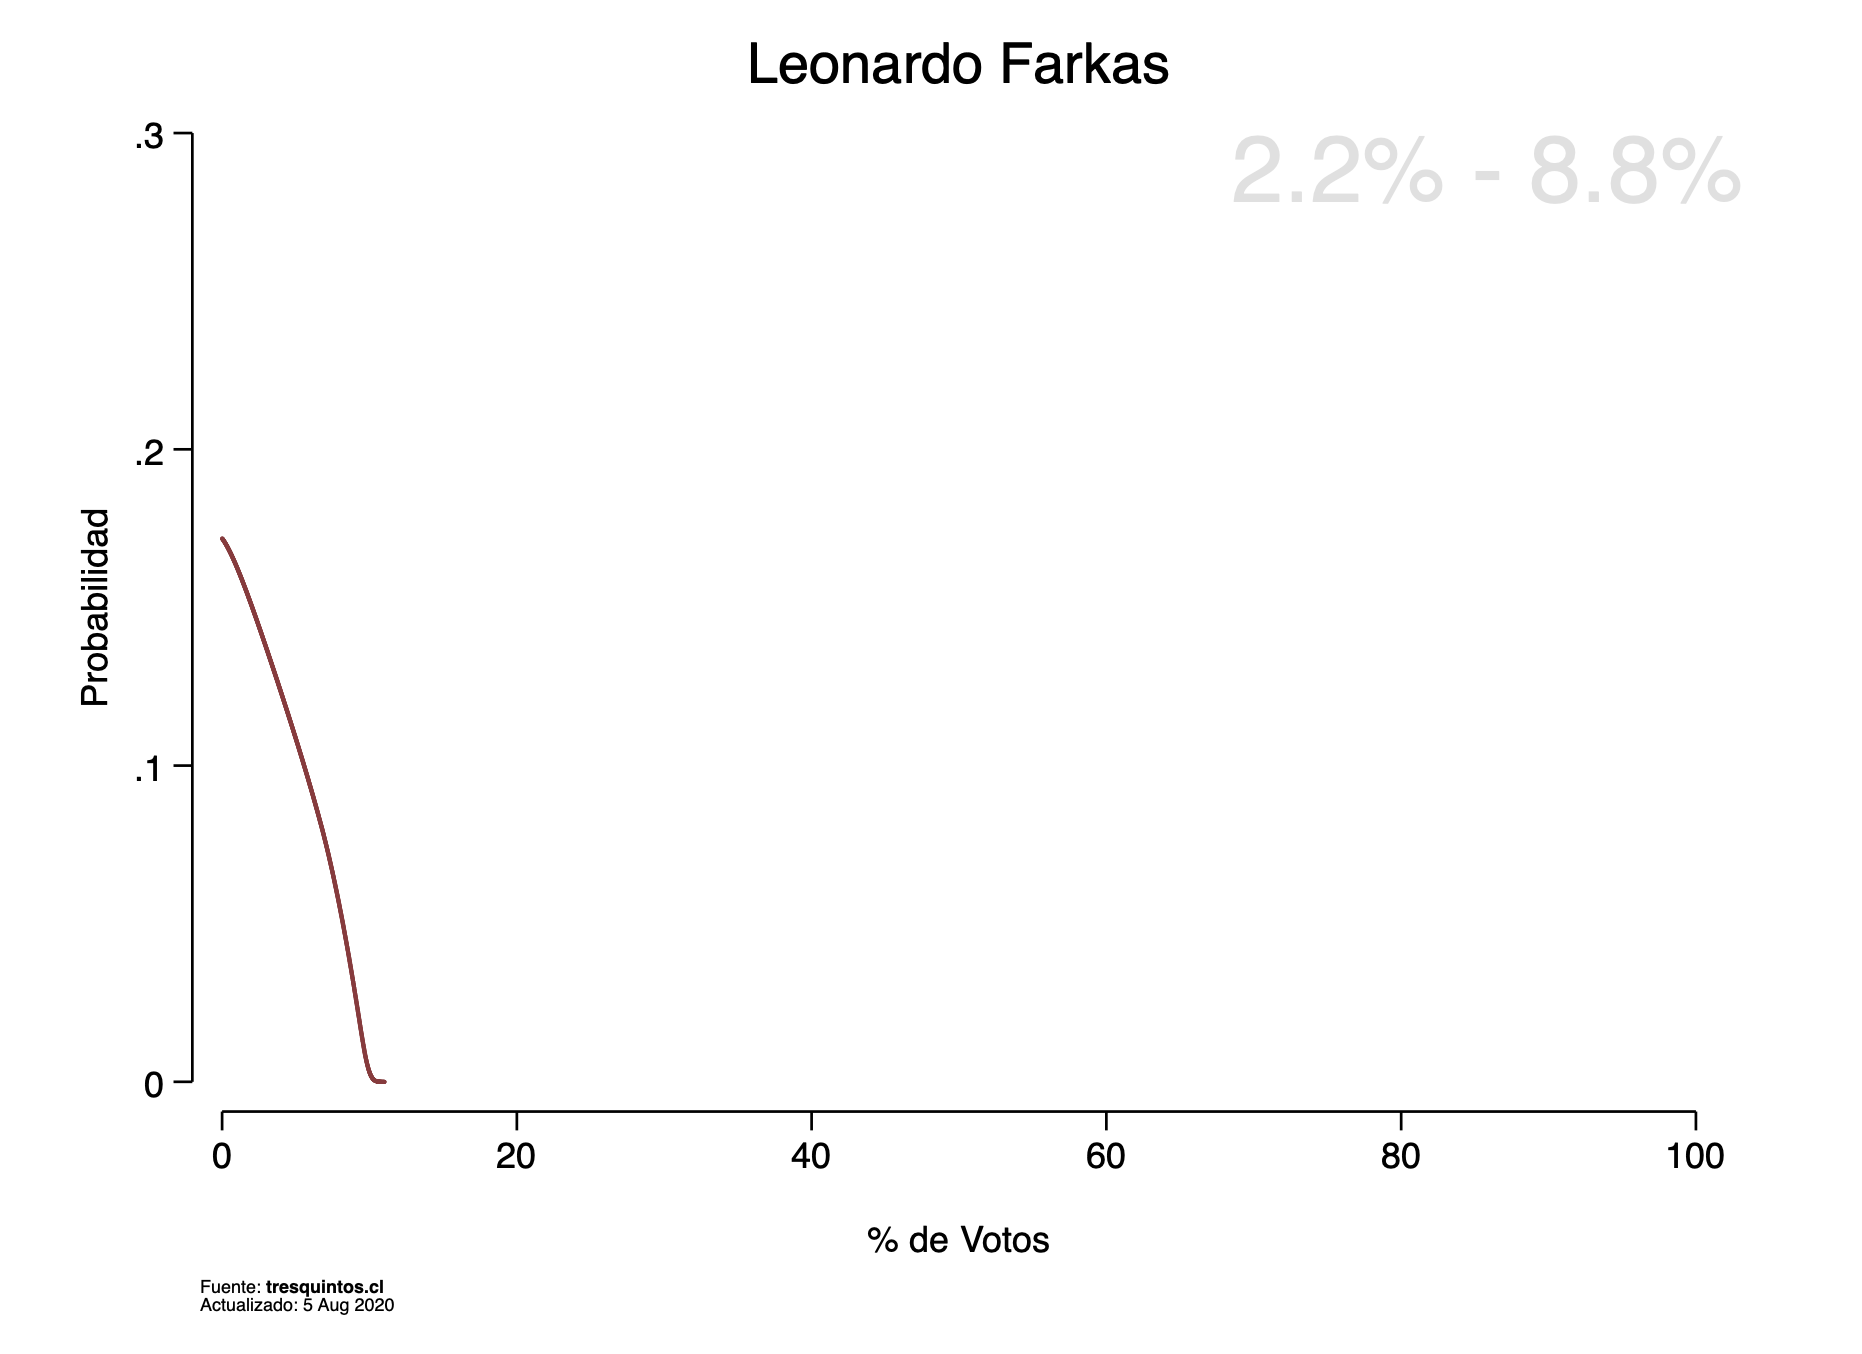 Leonardo Farkas
2.2% - 8.8%
.3
.2
.1
0
Probabilidad
0 20 40 60 80 100
% de Votos
Fuente: tresquintos.cl
Actualizado: 5 Aug 2020